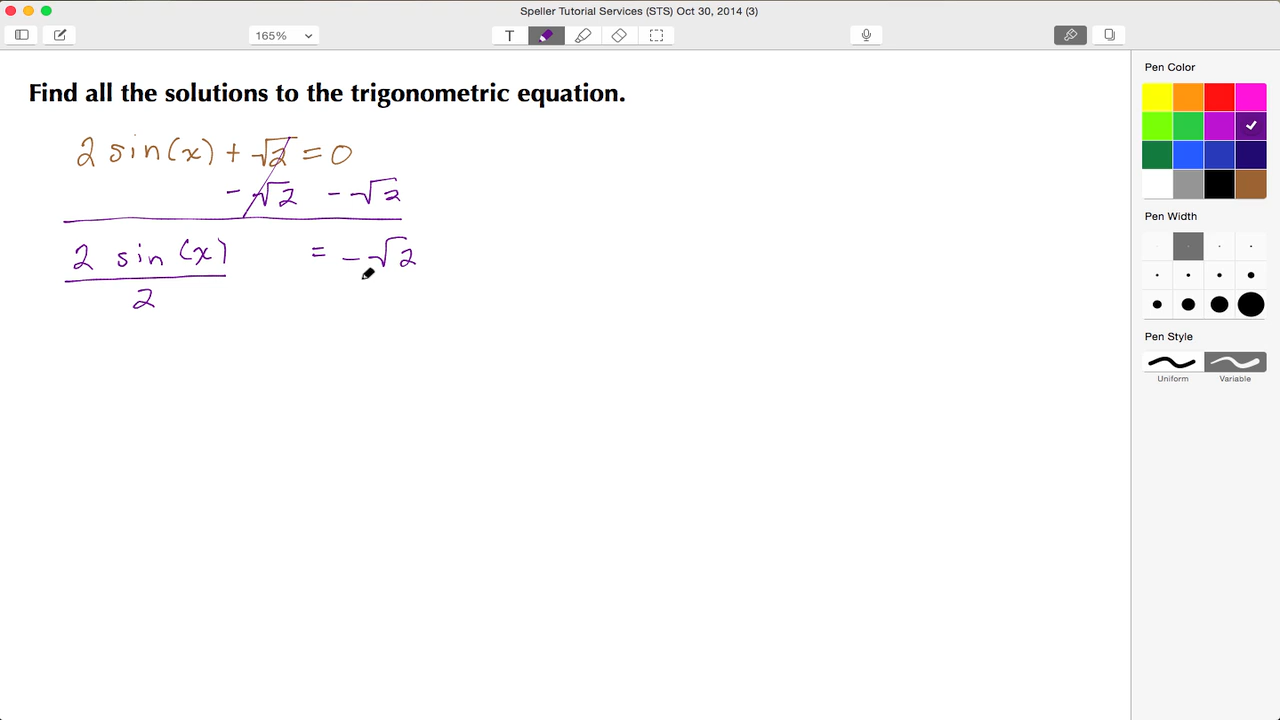 Speller Tutorial Services (STS) Oct 30, 2014 (3)
165% T
Pen Color
Find all the solutions to the trigonometric equation.
2 sin(x) + √2 = 0
- √2 - √2
2 sin (x) = -√2
2
Pen Width
Pen Style
Uniform Variable